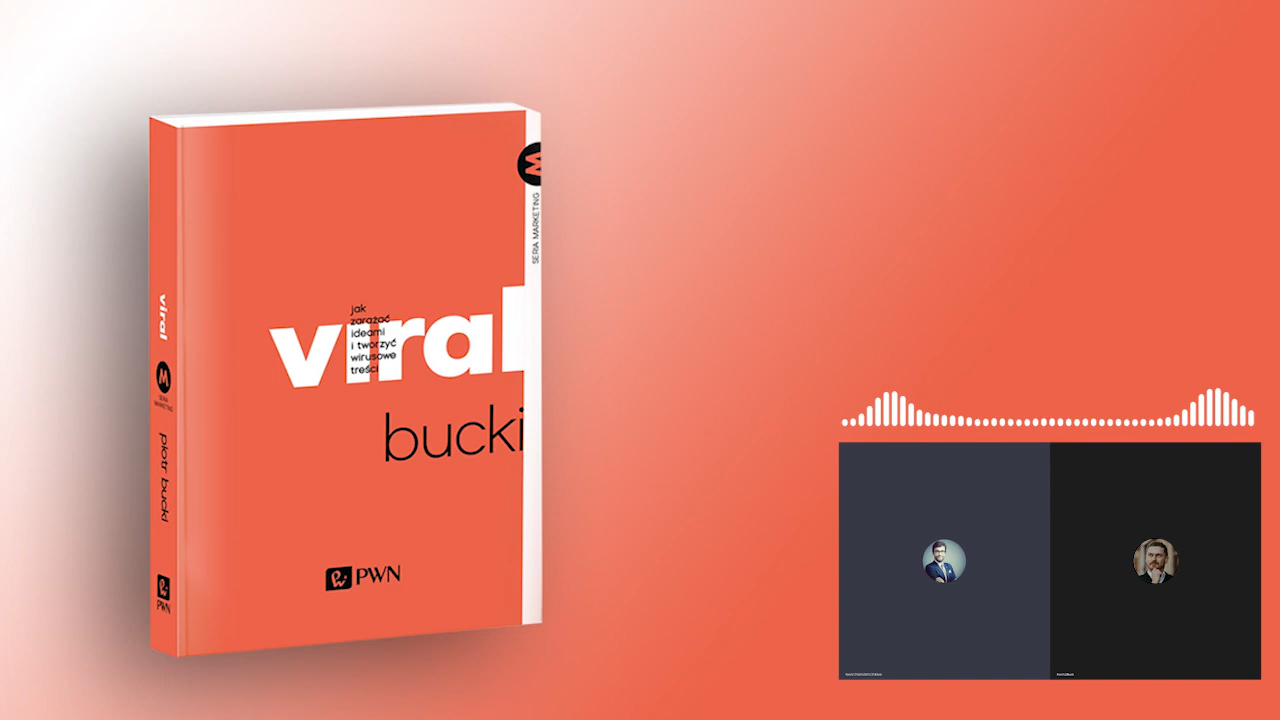 viral
M
SERIA
MARKETING
piotr bucki
PWN
jak
zarażać
ideami
i tworzyć
wirusowe
treści
viral
bucki
PWN
M
SERIA MARKETING